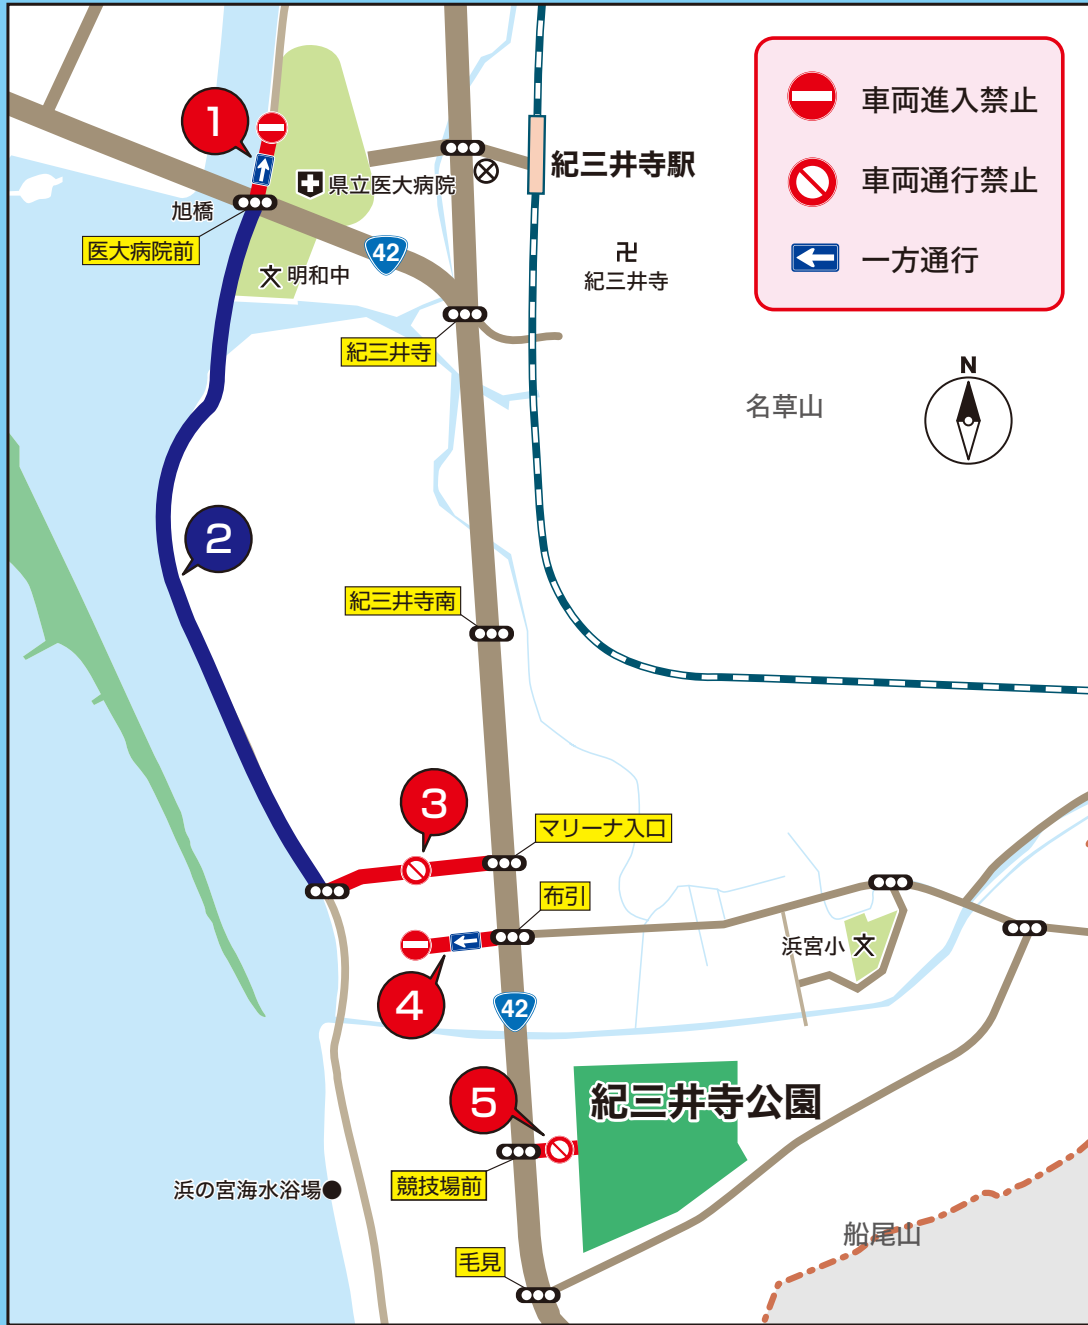 車両進入禁止
車両通行禁止
一方通行
1
県立医大病院
旭橋
医大病院前
紀三井寺駅
42
文 明和中
卍
紀三井寺
紀三井寺
N
名草山
2
紀三井寺南
3
マリーナ入口
布引
浜宮小 文
4
42
5
紀三井寺公園
競技場前
浜の宮海水浴場
船尾山
毛見